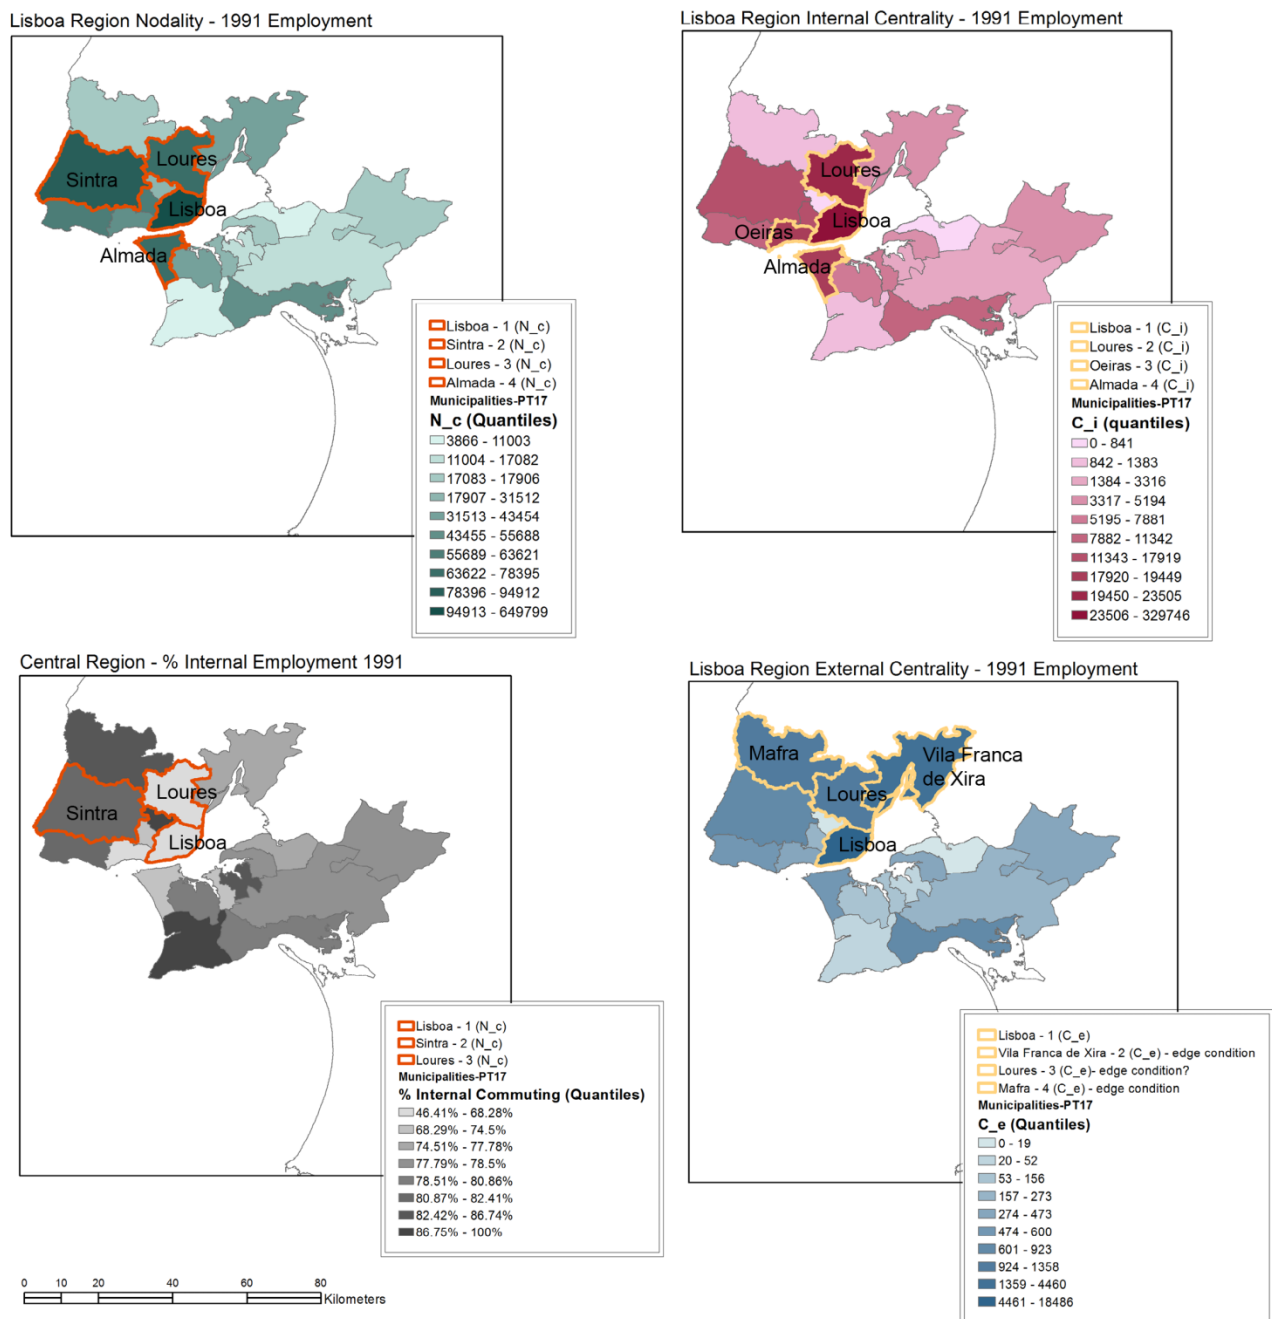 Lisboa Region Nodality - 1991 Employment
Sintra
Loures
Lisboa
Almada
Lisboa - 1 (N_c)
Sintra - 2 (N_c)
Loures - 3 (N_c)
Almada - 4 (N_c)
Municipalities-PT17
N_c (Quantiles)
3866 - 11003
11004 - 17082
17083 - 17906
17907 - 31512
31513 - 43454
43455 - 55688
55689 - 63621
63622 - 78395
78396 - 94912
94913 - 649799
Lisboa Region Internal Centrality - 1991 Employment
Loures
Lisboa
Oeiras
Almada
Lisboa - 1 (C_i)
Loures - 2 (C_i)
Oeiras - 3 (C_i)
Almada - 4 (C_i)
Municipalities-PT17
C_i (quantiles)
0 - 841
842 - 1383
1384 - 3316
3317 - 5194
5195 - 7881
7882 - 11342
11343 - 17919
17920 - 19449
19450 - 23505
23506 - 329746
Central Region - % Internal Employment 1991
Sintra
Loures
Lisboa
Lisboa - 1 (N_c)
Sintra - 2 (N_c)
Loures - 3 (N_c)
Municipalities-PT17
% Internal Commuting (Quantiles)
46.41% - 68.28%
68.29% - 74.5%
74.51% - 77.78%
77.79% - 78.5%
78.51% - 80.86%
80.87% - 82.41%
82.42% - 86.74%
86.75% - 100%
0 10 20 40 60 80
Kilometers
Lisboa Region External Centrality - 1991 Employment
Mafra
Vila Franca
de Xira
Loures
Lisboa
Lisboa - 1 (C_e)
Vila Franca de Xira - 2 (C_e) - edge condition
Loures - 3 (C_e)- edge condition?
Mafra - 4 (C_e) - edge condition
Municipalities-PT17
C_e (Quantiles)
0 - 19
20 - 52
53 - 156
157 - 273
274 - 473
474 - 600
601 - 923
924 - 1358
1359 - 4460
4461 - 18486